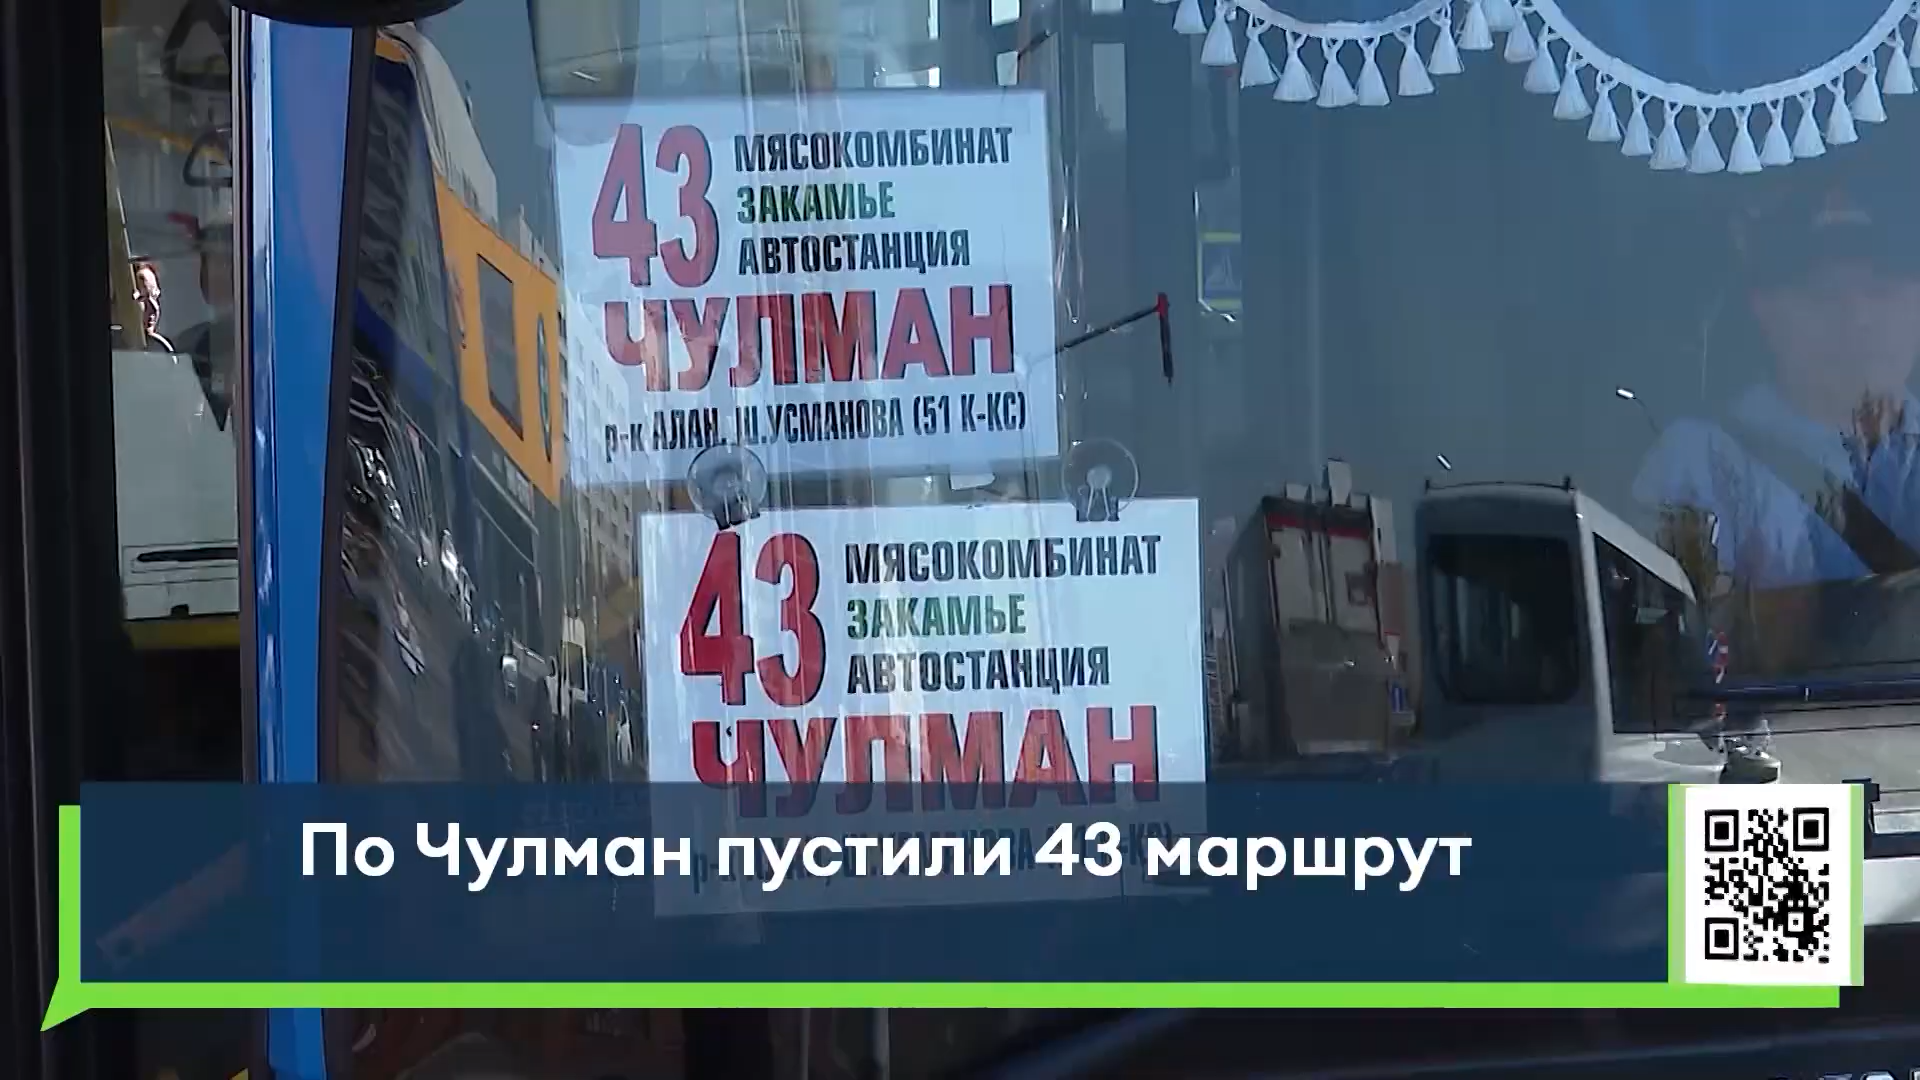 43 МЯСОКОМБИНАТ
ЗАКАМЬЕ
АВТОСТАНЦИЯ
ЧУЛМАН
р-к АЛАН, Ш.УСМАНОВА (51 К-КС)
43 МЯСОКОМБИНАТ
ЗАКАМЬЕ
АВТОСТАНЦИЯ
ЧУЛМАН
По Чулман пустили 43 маршрут